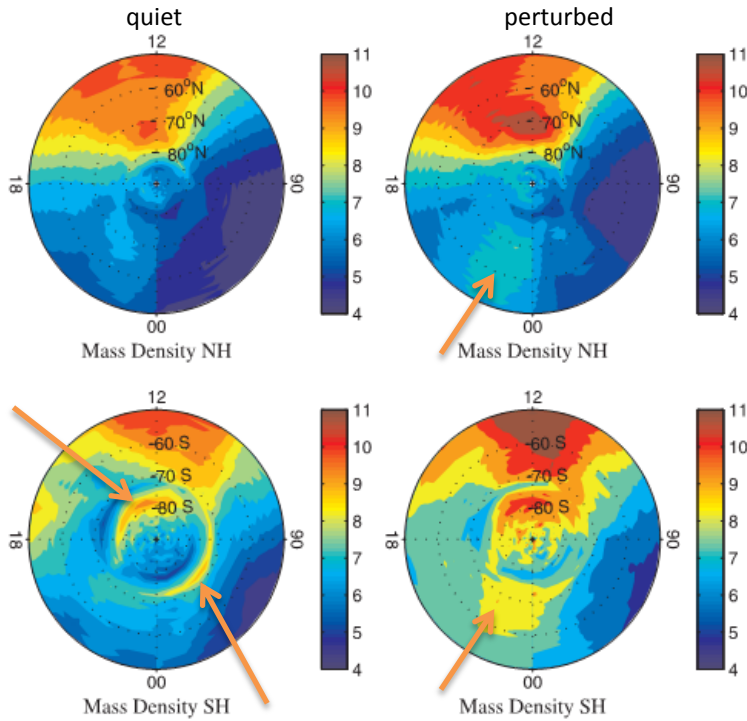 quiet perturbed
12 12
60°N 60°N
70°N 70°N
80°N 80°N
18 06 18 06
00 00
11 10 9 8 7 6 5 4
11 10 9 8 7 6 5 4
Mass Density NH Mass Density NH
12 12
-60 S -60 S
-70 S -70 S
-80 S -80 S
18 06 18 06
00 00
11 10 9 8 7 6 5 4
11 10 9 8 7 6 5 4
Mass Density SH Mass Density SH